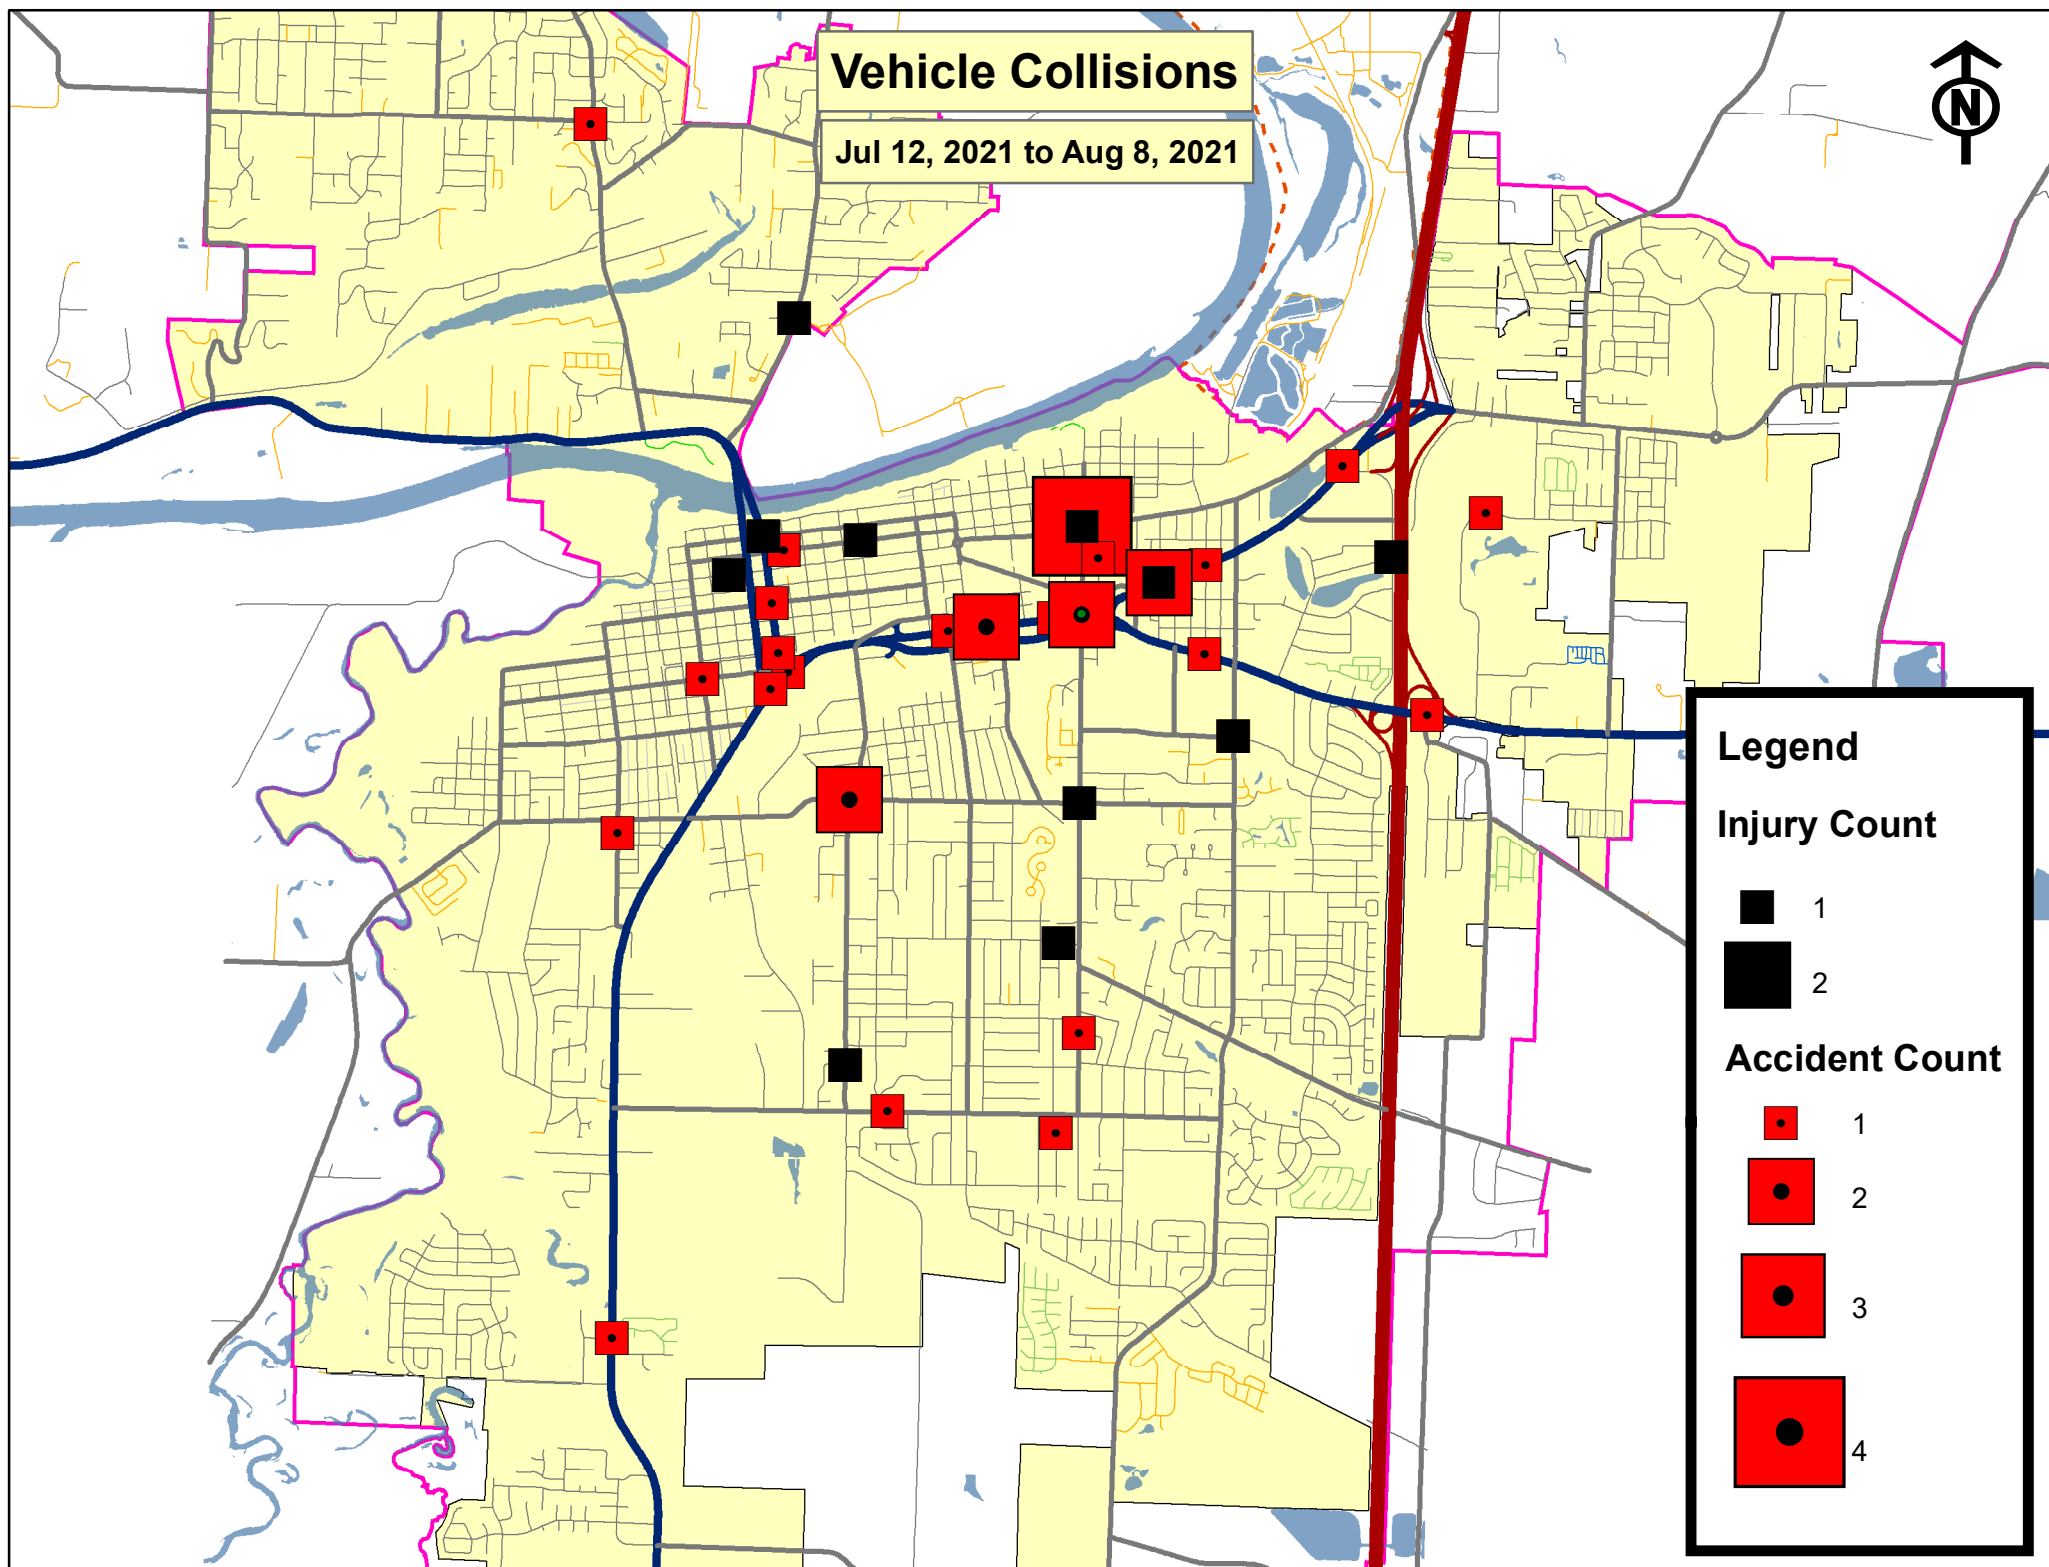 Vehicle Collisions
Jul 12, 2021 to Aug 8, 2021
N
Legend
Injury Count
1
2
Accident Count
1
2
3
4